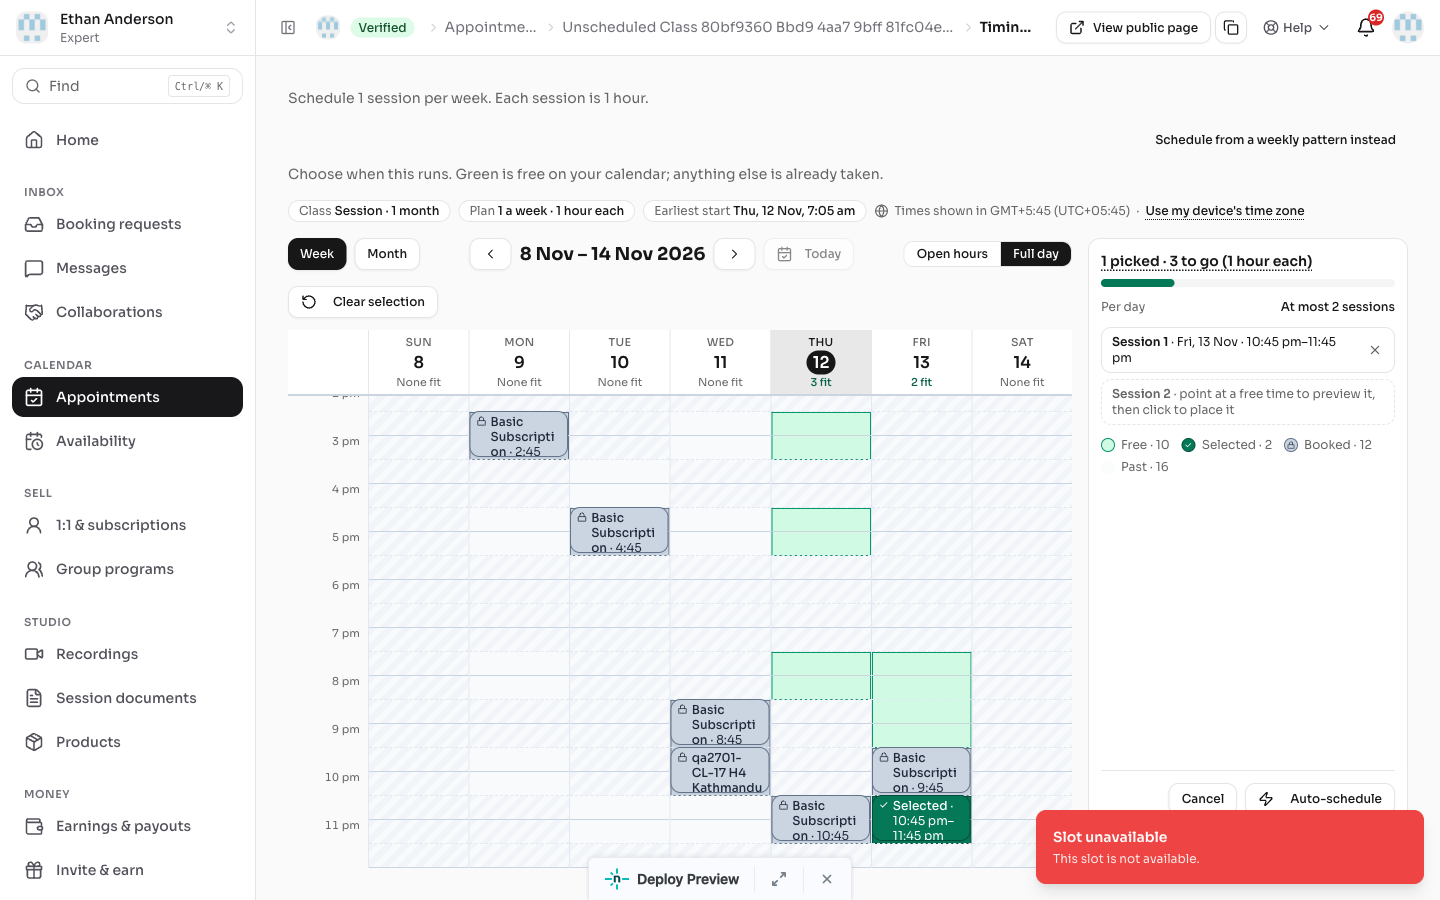 Ethan Anderson
Expert
Find
Ctrl/⌘ K
Home
INBOX
Booking requests
Messages
Collaborations
CALENDAR
Appointments
Availability
SELL
1:1 & subscriptions
Group programs
STUDIO
Recordings
Session documents
Products
MONEY
Earnings & payouts
Invite & earn
Verified
Appointme...
Unscheduled Class 80bf9360 Bbd9 4aa7 9bff 81fc04e...
Timin...
View public page
Help
69
Schedule 1 session per week. Each session is 1 hour.
Schedule from a weekly pattern instead
Choose when this runs. Green is free on your calendar; anything else is already taken.
Class Session · 1 month
Plan 1 a week · 1 hour each
Earliest start Thu, 12 Nov, 7:05 am
Times shown in GMT+5:45 (UTC+05:45) · Use my device's time zone
Week
Month
8 Nov – 14 Nov 2026
Today
Open hours
Full day
Clear selection
SUN
8
None fit
MON
9
None fit
TUE
10
None fit
WED
11
None fit
THU
12
3 fit
FRI
13
2 fit
SAT
14
None fit
3 pm
4 pm
5 pm
6 pm
7 pm
8 pm
9 pm
10 pm
11 pm
Basic
Subscripti
on · 2:45
Basic
Subscripti
on · 4:45
Basic
Subscripti
on · 8:45
qa2701-
CL-17 H4
Kathmandu
Basic
Subscripti
on · 10:45
Basic
Subscripti
on · 9:45
Selected ·
10:45 pm–
11:45 pm
1 picked · 3 to go (1 hour each)
Per day
At most 2 sessions
Session 1 · Fri, 13 Nov · 10:45 pm–11:45
pm
Session 2 · point at a free time to preview it,
then click to place it
Free · 10
Selected · 2
Booked · 12
Past · 16
Cancel
Auto-schedule
Slot unavailable
This slot is not available.
Deploy Preview